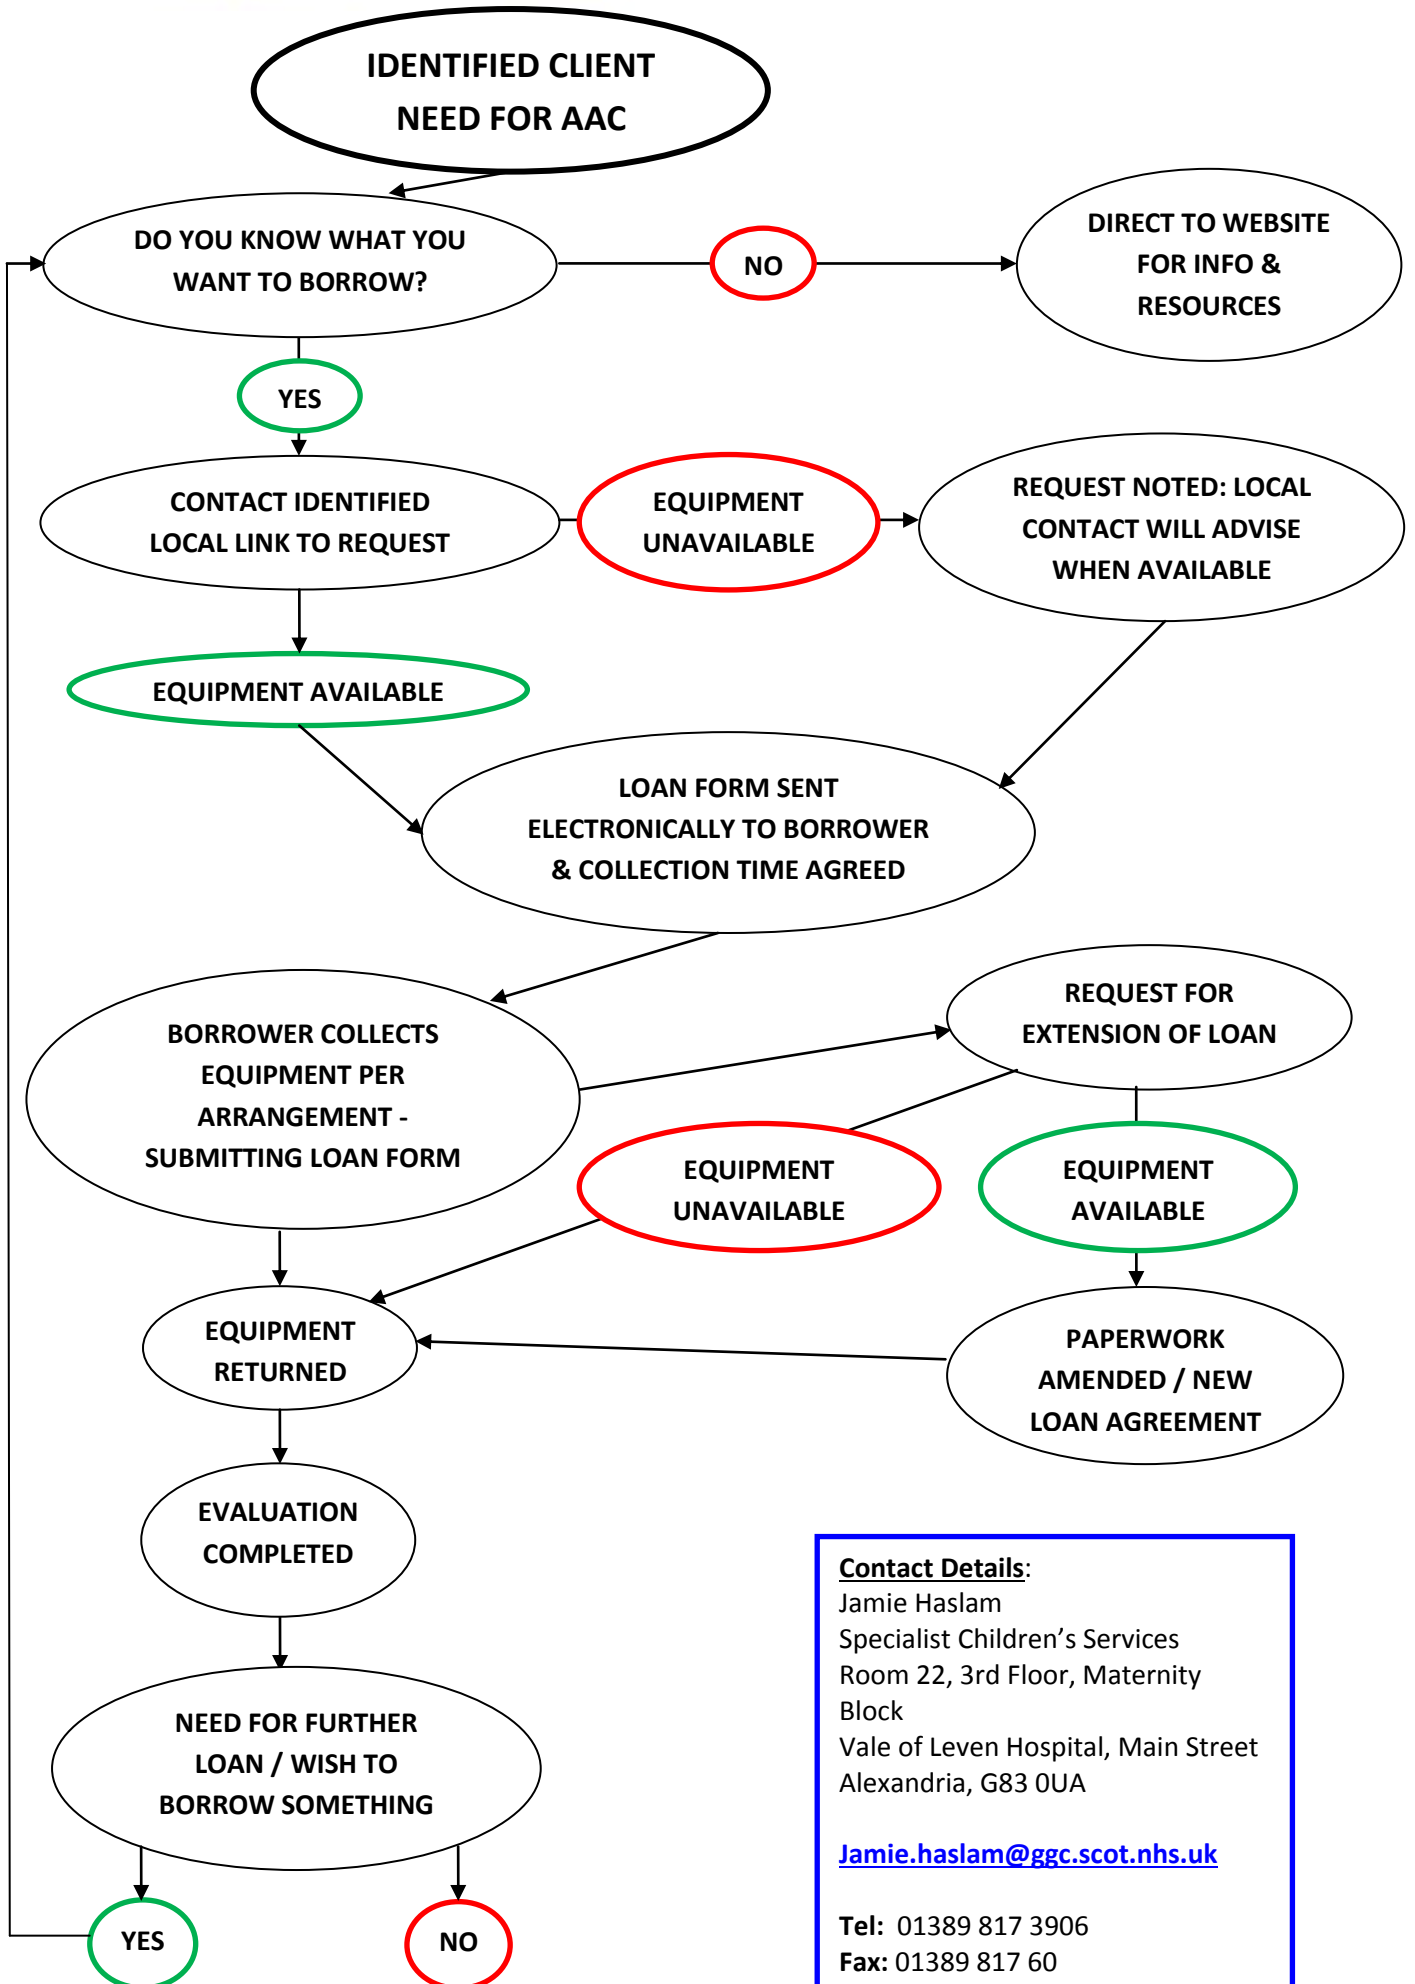 IDENTIFIED CLIENT
NEED FOR AAC
DO YOU KNOW WHAT YOU
WANT TO BORROW?
NO
DIRECT TO WEBSITE
FOR INFO &
RESOURCES
YES
CONTACT IDENTIFIED
LOCAL LINK TO REQUEST
EQUIPMENT
UNAVAILABLE
REQUEST NOTED: LOCAL
CONTACT WILL ADVISE
WHEN AVAILABLE
EQUIPMENT AVAILABLE
LOAN FORM SENT
ELECTRONICALLY TO BORROWER
& COLLECTION TIME AGREED
BORROWER COLLECTS
EQUIPMENT PER
ARRANGEMENT -
SUBMITTING LOAN FORM
REQUEST FOR
EXTENSION OF LOAN
EQUIPMENT
UNAVAILABLE
EQUIPMENT
AVAILABLE
EQUIPMENT
RETURNED
PAPERWORK
AMENDED / NEW
LOAN AGREEMENT
EVALUATION
COMPLETED
NEED FOR FURTHER
LOAN / WISH TO
BORROW SOMETHING
YES
NO
Contact Details:
Jamie Haslam
Specialist Children’s Services
Room 22, 3rd Floor, Maternity
Block
Vale of Leven Hospital, Main Street
Alexandria, G83 0UA
Jamie.haslam@ggc.scot.nhs.uk
Tel: 01389 817 3906
Fax: 01389 817 60